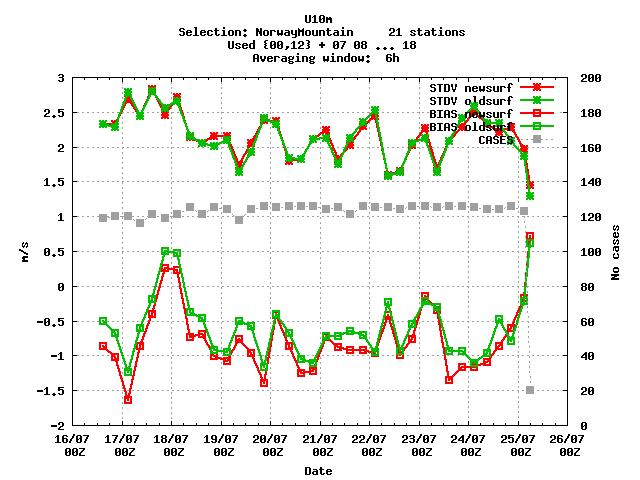 U10m
Selection: NorwayMountain 21 stations
Used {00,12} + 07 08 ... 18
Averaging window: 6h
STDV newsurf
STDV oldsurf
BIAS newsurf
BIAS oldsurf
CASES
3
2.5
2
1.5
1
0.5
0
-0.5
-1
-1.5
-2
m/s
200
180
160
140
120
100
80
60
40
20
0
No cases
16/07 17/07 18/07 19/07 20/07 21/07 22/07 23/07 24/07 25/07 26/07
00Z 00Z 00Z 00Z 00Z 00Z 00Z 00Z 00Z 00Z 00Z
Date